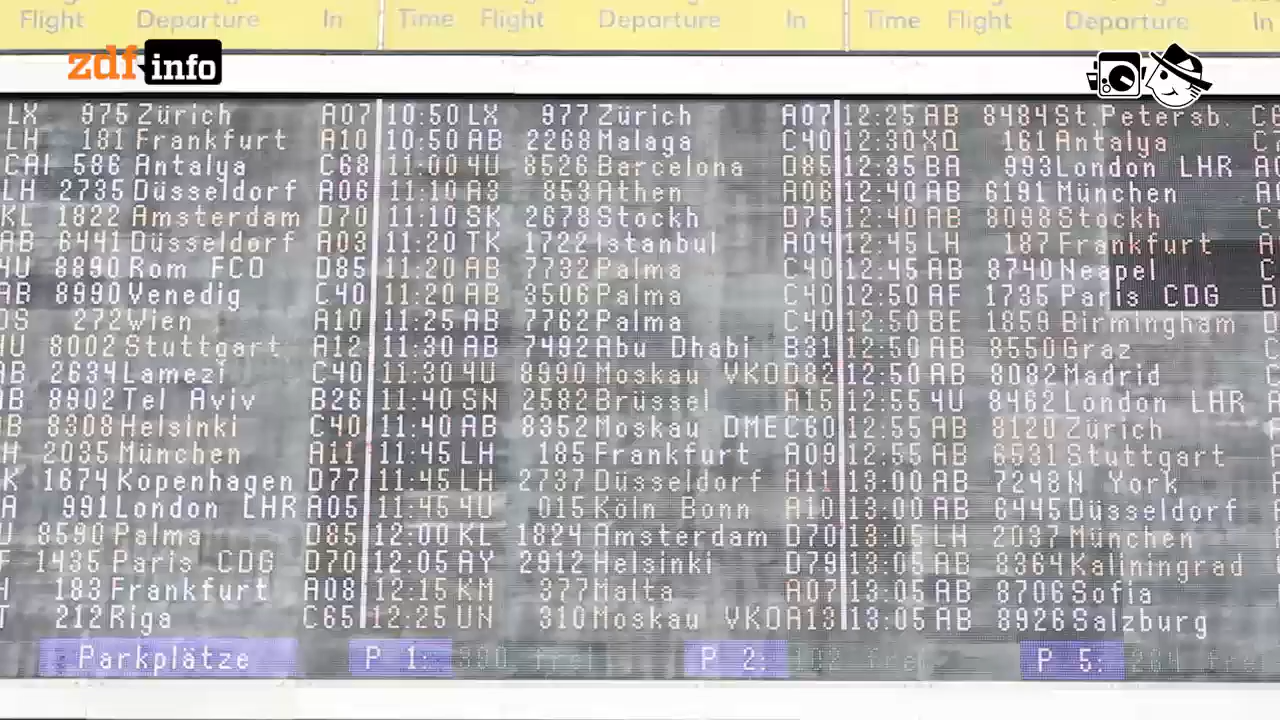 Flight Departure In Time Flight Departure In Time Flight Departure In
zdf info
LX 975 Zürich A07 10:50 LX 977 Zürich A07 12:25 AB 8484 St.Petersb.
LH 181 Frankfurt A10 10:50 AB 2268 Malaga C40 12:30 XQ 161 Antalya
CAI 586 Antalya C68 11:00 4U 8526 Barcelona D85 12:35 BA 993 London LHR
LH 2735 Düsseldorf A06 11:10 A3 853 Athen A06 12:40 AB 6191 München
KL 1822 Amsterdam D70 11:10 SK 2678 Stockh D75 12:40 AB 8098 Stockh
AB 6441 Düsseldorf A03 11:20 TK 1722 Istanbul A04 12:45 LH 187 Frankfurt
4U 8890 Rom FCO D85 11:20 AB 7732 Palma C40 12:45 AB 8740 Neapel
AB 8990 Venedig C40 11:20 AB 3506 Palma C40 12:50 AF 1735 Paris CDG
OS 272 Wien A10 11:25 AB 7762 Palma C40 12:50 BE 1859 Birmingham
4U 8002 Stuttgart A12 11:30 AB 7492 Abu Dhabi B31 12:50 AB 8550 Graz
AB 2634 Lamezi C40 11:30 4U 8990 Moskau VKO D82 12:50 AB 8082 Madrid
AB 8902 Tel Aviv B26 11:40 SN 2582 Brüssel A15 12:55 4U 8462 London LHR
8308 Helsinki C40 11:40 AB 8352 Moskau DME C60 12:55 AB 8120 Zürich
2035 München A11 11:45 LH 185 Frankfurt A09 12:55 AB 6531 Stuttgart
1674 Kopenhagen D77 11:45 LH 2737 Düsseldorf A11 13:00 AB 7248 N York
991 London LHR A05 11:45 4U 015 Köln Bonn A10 13:00 AB 6445 Düsseldorf
8590 Palma D85 12:00 KL 1824 Amsterdam D70 13:05 LH 2037 München
1435 Paris CDG D70 12:05 AY 2912 Helsinki D79 13:05 AB 8364 Kaliningrad
183 Frankfurt A08 12:15 KM 377 Malta A07 13:05 AB 8706 Sofia
212 Riga C65 12:25 UN 310 Moskau VKO A13 13:05 AB 8926 Salzburg
Parkplätze P 1: P 2: P 5: